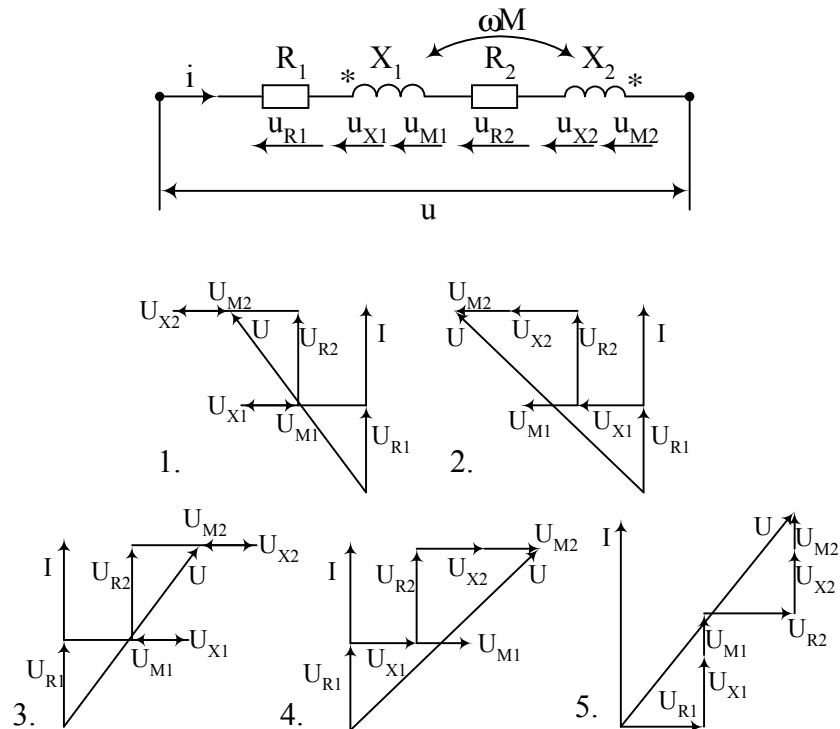 ωM
R1 X1 R2 X2
i * *
uR1 uX1 uM1 uR2 uX2 uM2
u
UX2 UM2 U UR2 I
UX1 UM1 UR1
1.
UM2 U UX2 UR2 I
UM1 UX1 UR1
2.
I UR2 UM2 U UX2
UR1 UM1 UX1
3.
I UR2 UX2 UM2 U
UR1 UX1 UM1
4.
I U UM2 UX2
UM1 UR2
UR1 UX1
5.